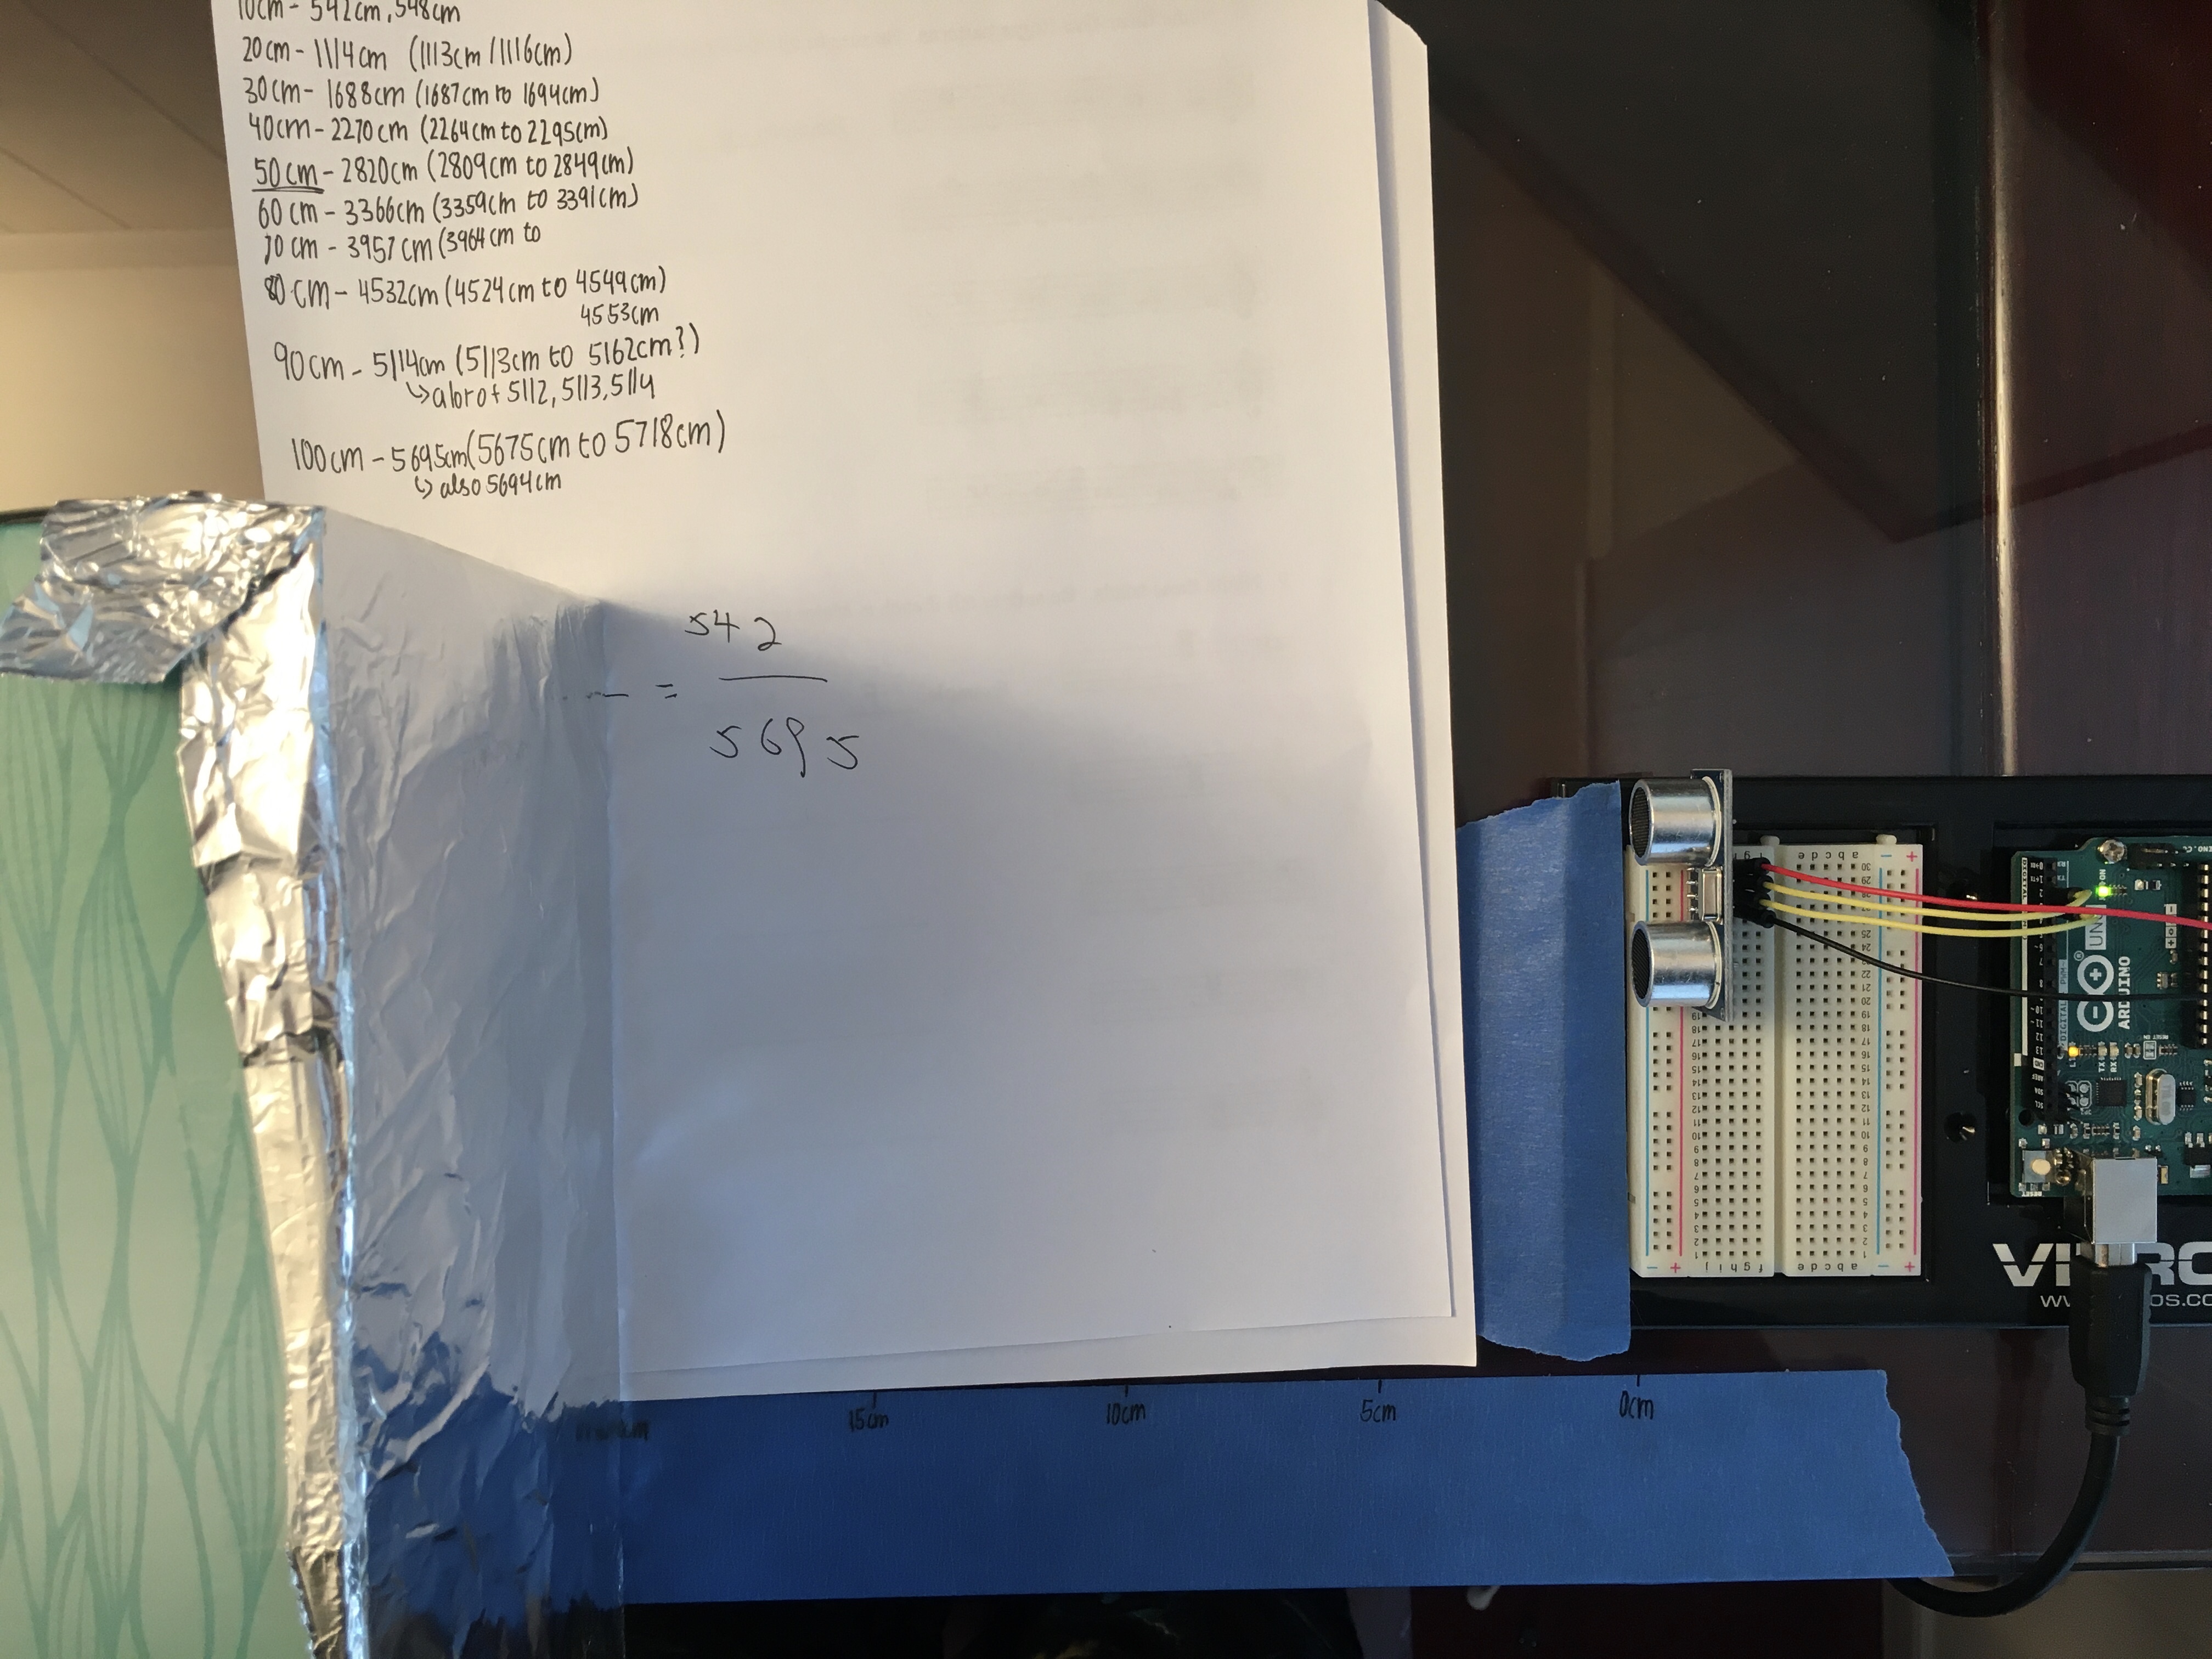 10cm - 542cm, 548cm
20cm - 1114cm (1113cm / 1116cm)
30cm - 1688cm (1687cm to 1694cm)
40cm - 2270cm (2264cm to 2295cm)
50cm - 2820cm (2809cm to 2849cm)
60cm - 3366cm (3359cm to 3391cm)
70cm - 3957cm (3964cm to
80cm - 4532cm (4524cm to 4549cm)
4553cm
90cm - 5114cm (5113cm to 5162cm?)
↳ a lot of 5112, 5113, 5114
100cm - 5695cm (5675cm to 5718cm)
↳ also 5694cm
= 542
5695
15cm 10cm 5cm 0cm
UNO
ARDUINO